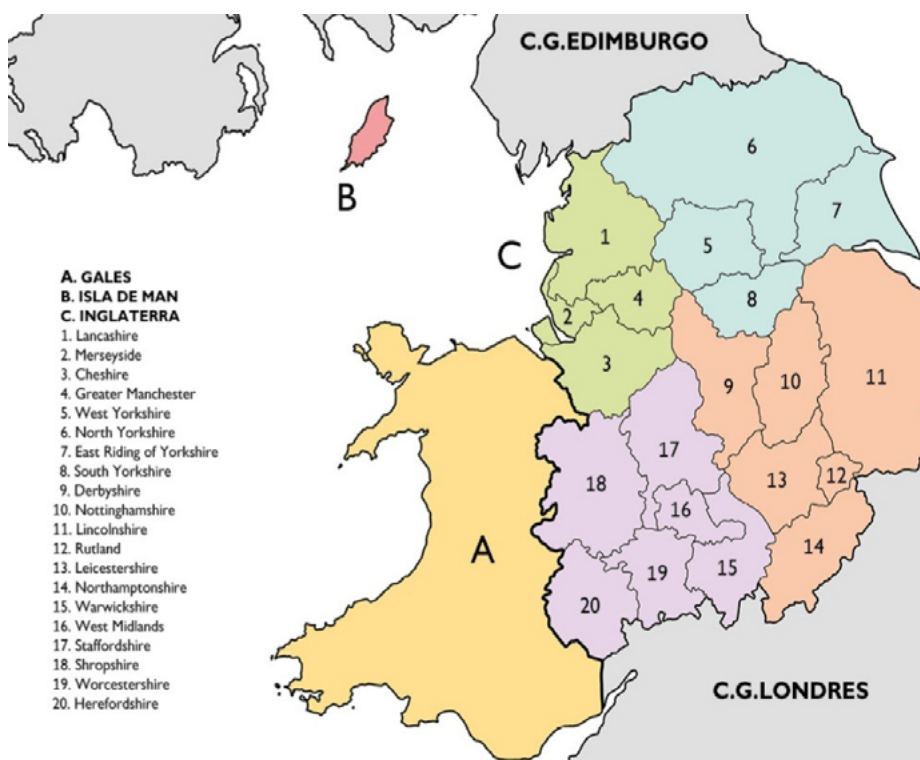 C.G.EDIMBURGO
6
B
7
1
C
5
A. GALES
B. ISLA DE MAN
C. INGLATERRA
1. Lancashire
2. Merseyside
3. Cheshire
4. Greater Manchester
5. West Yorkshire
6. North Yorkshire
7. East Riding of Yorkshire
8. South Yorkshire
9. Derbyshire
10. Nottinghamshire
11. Lincolnshire
12. Rutland
13. Leicestershire
14. Northamptonshire
15. Warwickshire
16. West Midlands
17. Staffordshire
18. Shropshire
19. Worcestershire
20. Herefordshire
4
8
2
3
9
10
11
17
18
13
12
16
A
14
15
19
20
C.G.LONDRES